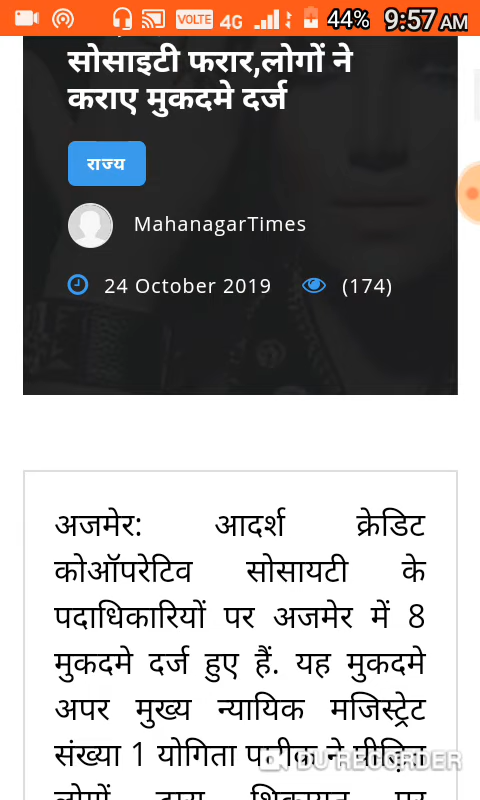 VOLTE 4G 44% 9:57 AM
सोसाइटी फरार,लोगों ने
कराए मुकदमे दर्ज
राज्य
MahanagarTimes
24 October 2019 (174)
अजमेर: आदर्श क्रेडिट
कोऑपरेटिव सोसायटी के
पदाधिकारियों पर अजमेर में 8
मुकदमे दर्ज हुए हैं. यह मुकदमे
अपर मुख्य न्यायिक मजिस्ट्रेट
संख्या 1 योगिता पारीक ने पीड़ित
DU RECORDER